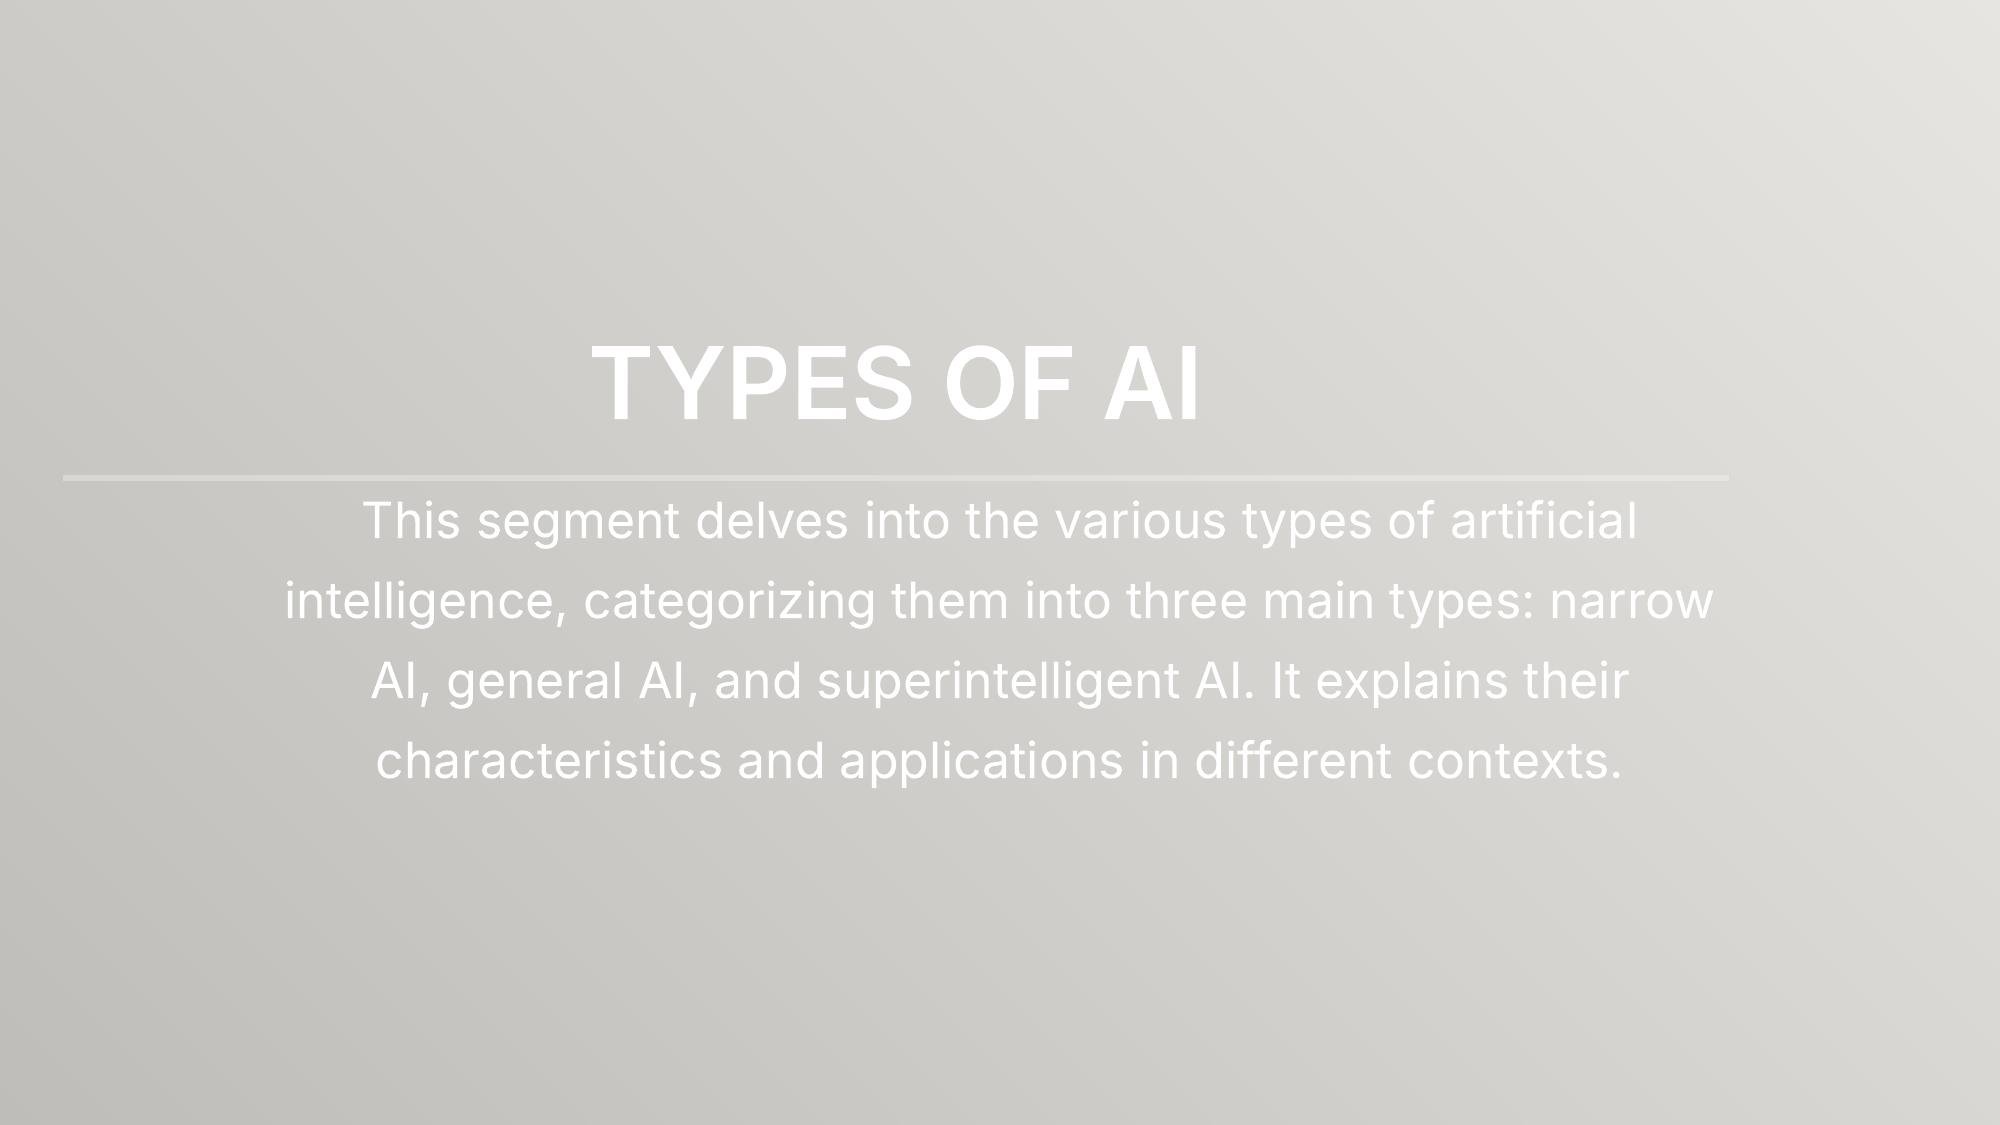 TYPES OF AI
This segment delves into the various types of artificial
intelligence, categorizing them into three main types: narrow
AI, general AI, and superintelligent AI. It explains their
characteristics and applications in different contexts.